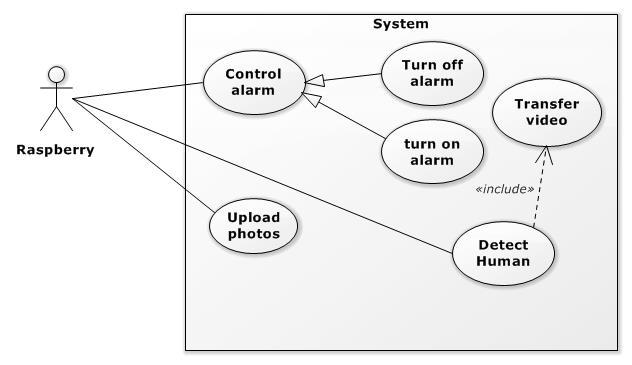 System
Control
alarm
Turn off
alarm
Transfer
video
turn on
alarm
Raspberry
«include»
Upload
photos
Detect
Human